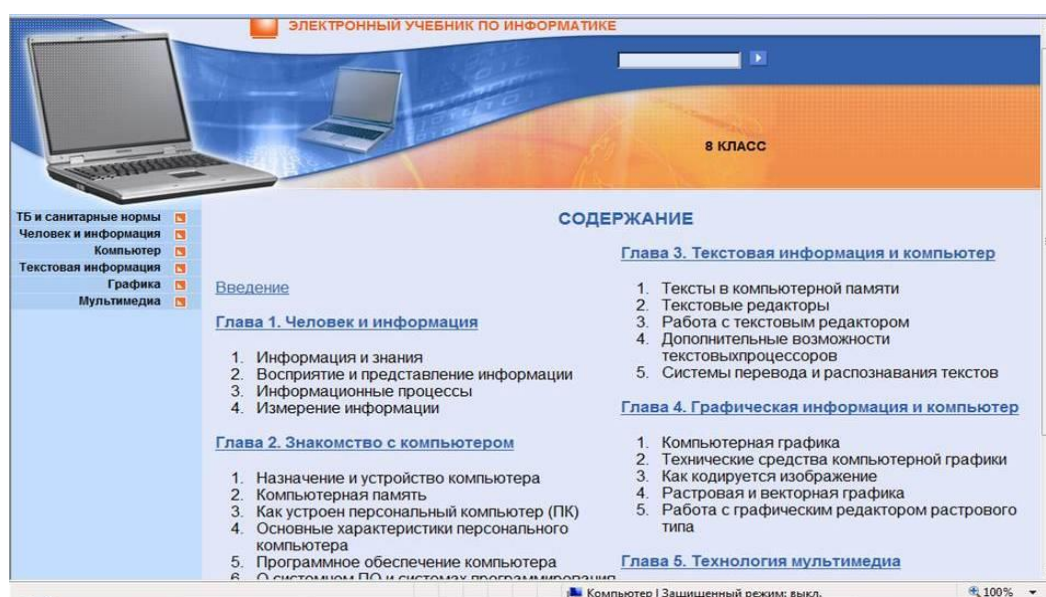 ЭЛЕКТРОННЫЙ УЧЕБНИК ПО ИНФОРМАТИКЕ
8 КЛАСС
ТБ и санитарные нормы
Человек и информация
Компьютер
Текстовая информация
Графика
Мультимедиа
СОДЕРЖАНИЕ
Введение
Глава 1. Человек и информация
1. Информация и знания
2. Восприятие и представление информации
3. Информационные процессы
4. Измерение информации
Глава 2. Знакомство с компьютером
1. Назначение и устройство компьютера
2. Компьютерная память
3. Как устроен персональный компьютер (ПК)
4. Основные характеристики персонального
компьютера
5. Программное обеспечение компьютера
6. О системном ПО и системах программирования
Глава 3. Текстовая информация и компьютер
1. Тексты в компьютерной памяти
2. Текстовые редакторы
3. Работа с текстовым редактором
4. Дополнительные возможности
текстовыхпроцессоров
5. Системы перевода и распознавания текстов
Глава 4. Графическая информация и компьютер
1. Компьютерная графика
2. Технические средства компьютерной графики
3. Как кодируется изображение
4. Растровая и векторная графика
5. Работа с графическим редактором растрового
типа
Глава 5. Технология мультимедиа
Компьютер | Защищенный режим: выкл.
100%